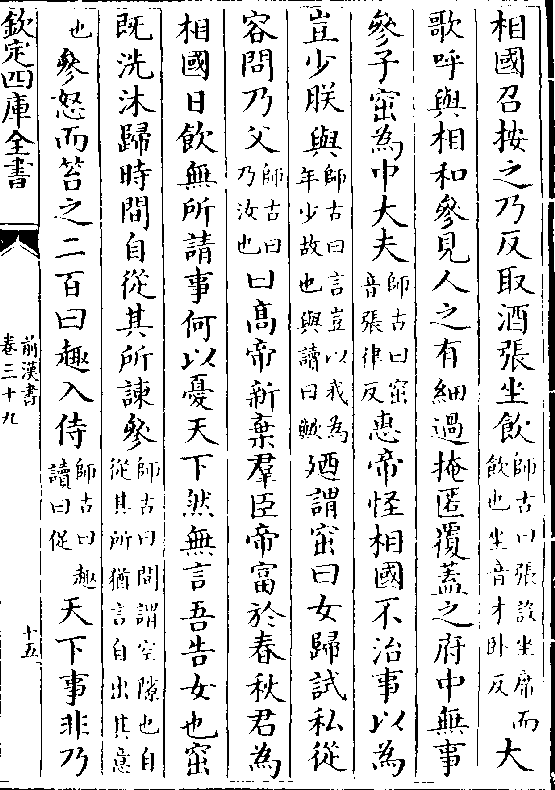 相國召按之乃反取酒張坐飲師古曰張設坐席而飲也坐音才臥反大
歌呼與相和參見人之有細過掩匿覆葢之府中無事
參子窋為中大夫師古曰窋音張律反惠帝怪相國不治事以為
豈少朕與師古曰言豈以我為年少故也與讀曰歟廼謂窋曰女歸試私從
容問乃父師古曰乃汝也曰髙帝新棄羣臣帝富於春秋君為
相國日飲無所請事何以憂天下然無言吾告女也窋
既洗沐歸時間自從其所諫參師古曰間謂空隙也自從其所猶言自出其意
也參怒而笞之二百曰趣入侍師古曰趣讀曰促天下事非乃
欽定四庫全書
前漢書
卷三十九
十五